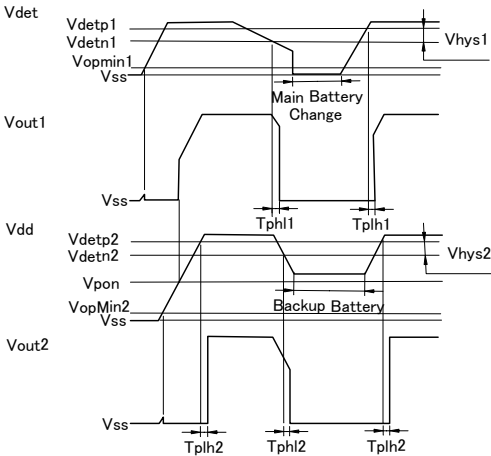 Vdet
Vdetp1
Vdetn1
Vhys1
Vopmin1
Vss
Main Battery
Change
Vout1
Vss
Tphl1
Tplh1
Vdd
Vdetp2
Vdetn2
Vhys2
Vpon
Backup Battery
VopMin2
Vss
Vout2
Vss
Tplh2
Tphl2
Tplh2